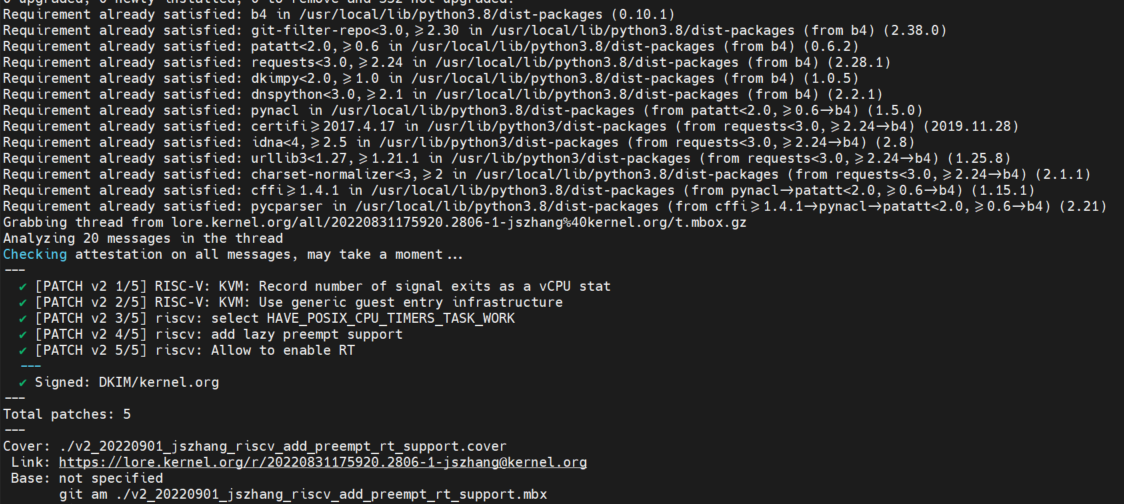 0 upgraded, 0 newly installed, 0 to remove and 332 not upgraded.
Requirement already satisfied: b4 in /usr/local/lib/python3.8/dist-packages (0.10.1)
Requirement already satisfied: git-filter-repo<3.0,≥2.30 in /usr/local/lib/python3.8/dist-packages (from b4) (2.38.0)
Requirement already satisfied: patatt<2.0,≥0.6 in /usr/local/lib/python3.8/dist-packages (from b4) (0.6.2)
Requirement already satisfied: requests<3.0,≥2.24 in /usr/local/lib/python3.8/dist-packages (from b4) (2.28.1)
Requirement already satisfied: dkimpy<2.0,≥1.0 in /usr/local/lib/python3.8/dist-packages (from b4) (1.0.5)
Requirement already satisfied: dnspython<3.0,≥2.1 in /usr/local/lib/python3.8/dist-packages (from b4) (2.2.1)
Requirement already satisfied: pynacl in /usr/local/lib/python3.8/dist-packages (from patatt<2.0,≥0.6→b4) (1.5.0)
Requirement already satisfied: certifi≥2017.4.17 in /usr/lib/python3/dist-packages (from requests<3.0,≥2.24→b4) (2019.11.28)
Requirement already satisfied: idna<4,≥2.5 in /usr/lib/python3/dist-packages (from requests<3.0,≥2.24→b4) (2.8)
Requirement already satisfied: urllib3<1.27,≥1.21.1 in /usr/lib/python3/dist-packages (from requests<3.0,≥2.24→b4) (1.25.8)
Requirement already satisfied: charset-normalizer<3,≥2 in /usr/local/lib/python3.8/dist-packages (from requests<3.0,≥2.24→b4) (2.1.1)
Requirement already satisfied: cffi≥1.4.1 in /usr/local/lib/python3.8/dist-packages (from pynacl→patatt<2.0,≥0.6→b4) (1.15.1)
Requirement already satisfied: pycparser in /usr/local/lib/python3.8/dist-packages (from cffi≥1.4.1→pynacl→patatt<2.0,≥0.6→b4) (2.21)
Grabbing thread from lore.kernel.org/all/20220831175920.2806-1-jszhang%40kernel.org/t.mbox.gz
Analyzing 20 messages in the thread
Checking attestation on all messages, may take a moment...
---
✔ [PATCH v2 1/5] RISC-V: KVM: Record number of signal exits as a vCPU stat
✔ [PATCH v2 2/5] RISC-V: KVM: Use generic guest entry infrastructure
✔ [PATCH v2 3/5] riscv: select HAVE_POSIX_CPU_TIMERS_TASK_WORK
✔ [PATCH v2 4/5] riscv: add lazy preempt support
✔ [PATCH v2 5/5] riscv: Allow to enable RT
---
✔ Signed: DKIM/kernel.org
---
Total patches: 5
---
Cover: ./v2_20220901_jszhang_riscv_add_preempt_rt_support.cover
Link: https://lore.kernel.org/r/20220831175920.2806-1-jszhang@kernel.org
Base: not specified
git am ./v2_20220901_jszhang_riscv_add_preempt_rt_support.mbx